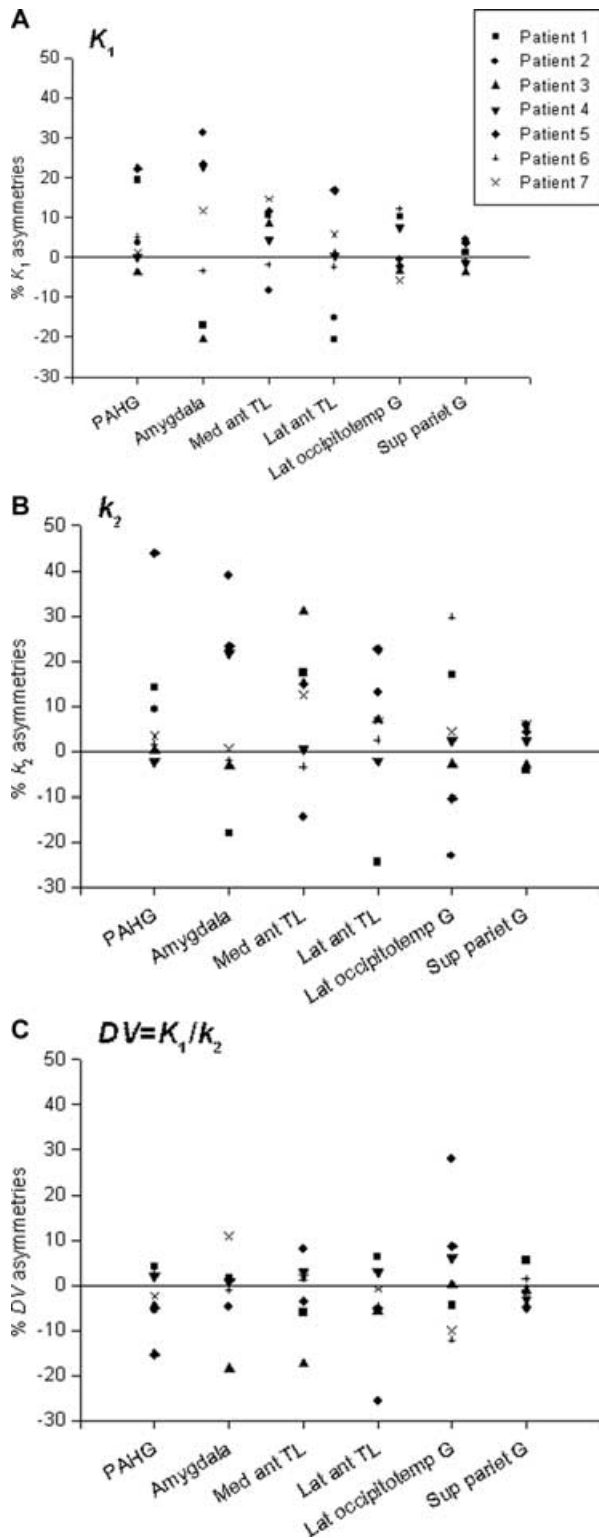 A
K1
Patient 1
Patient 2
Patient 3
Patient 4
Patient 5
Patient 6
Patient 7
% K1 asymmetries
50
40
30
20
10
0
-10
-20
-30
PAHG
Amygdala
Med ant TL
Lat ant TL
Lat occipitotemp G
Sup pariet G
B
k2
% k2 asymmetries
50
40
30
20
10
0
-10
-20
-30
PAHG
Amygdala
Med ant TL
Lat ant TL
Lat occipitotemp G
Sup pariet G
C
DV=K1/k2
% DV asymmetries
50
40
30
20
10
0
-10
-20
-30
PAHG
Amygdala
Med ant TL
Lat ant TL
Lat occipitotemp G
Sup pariet G